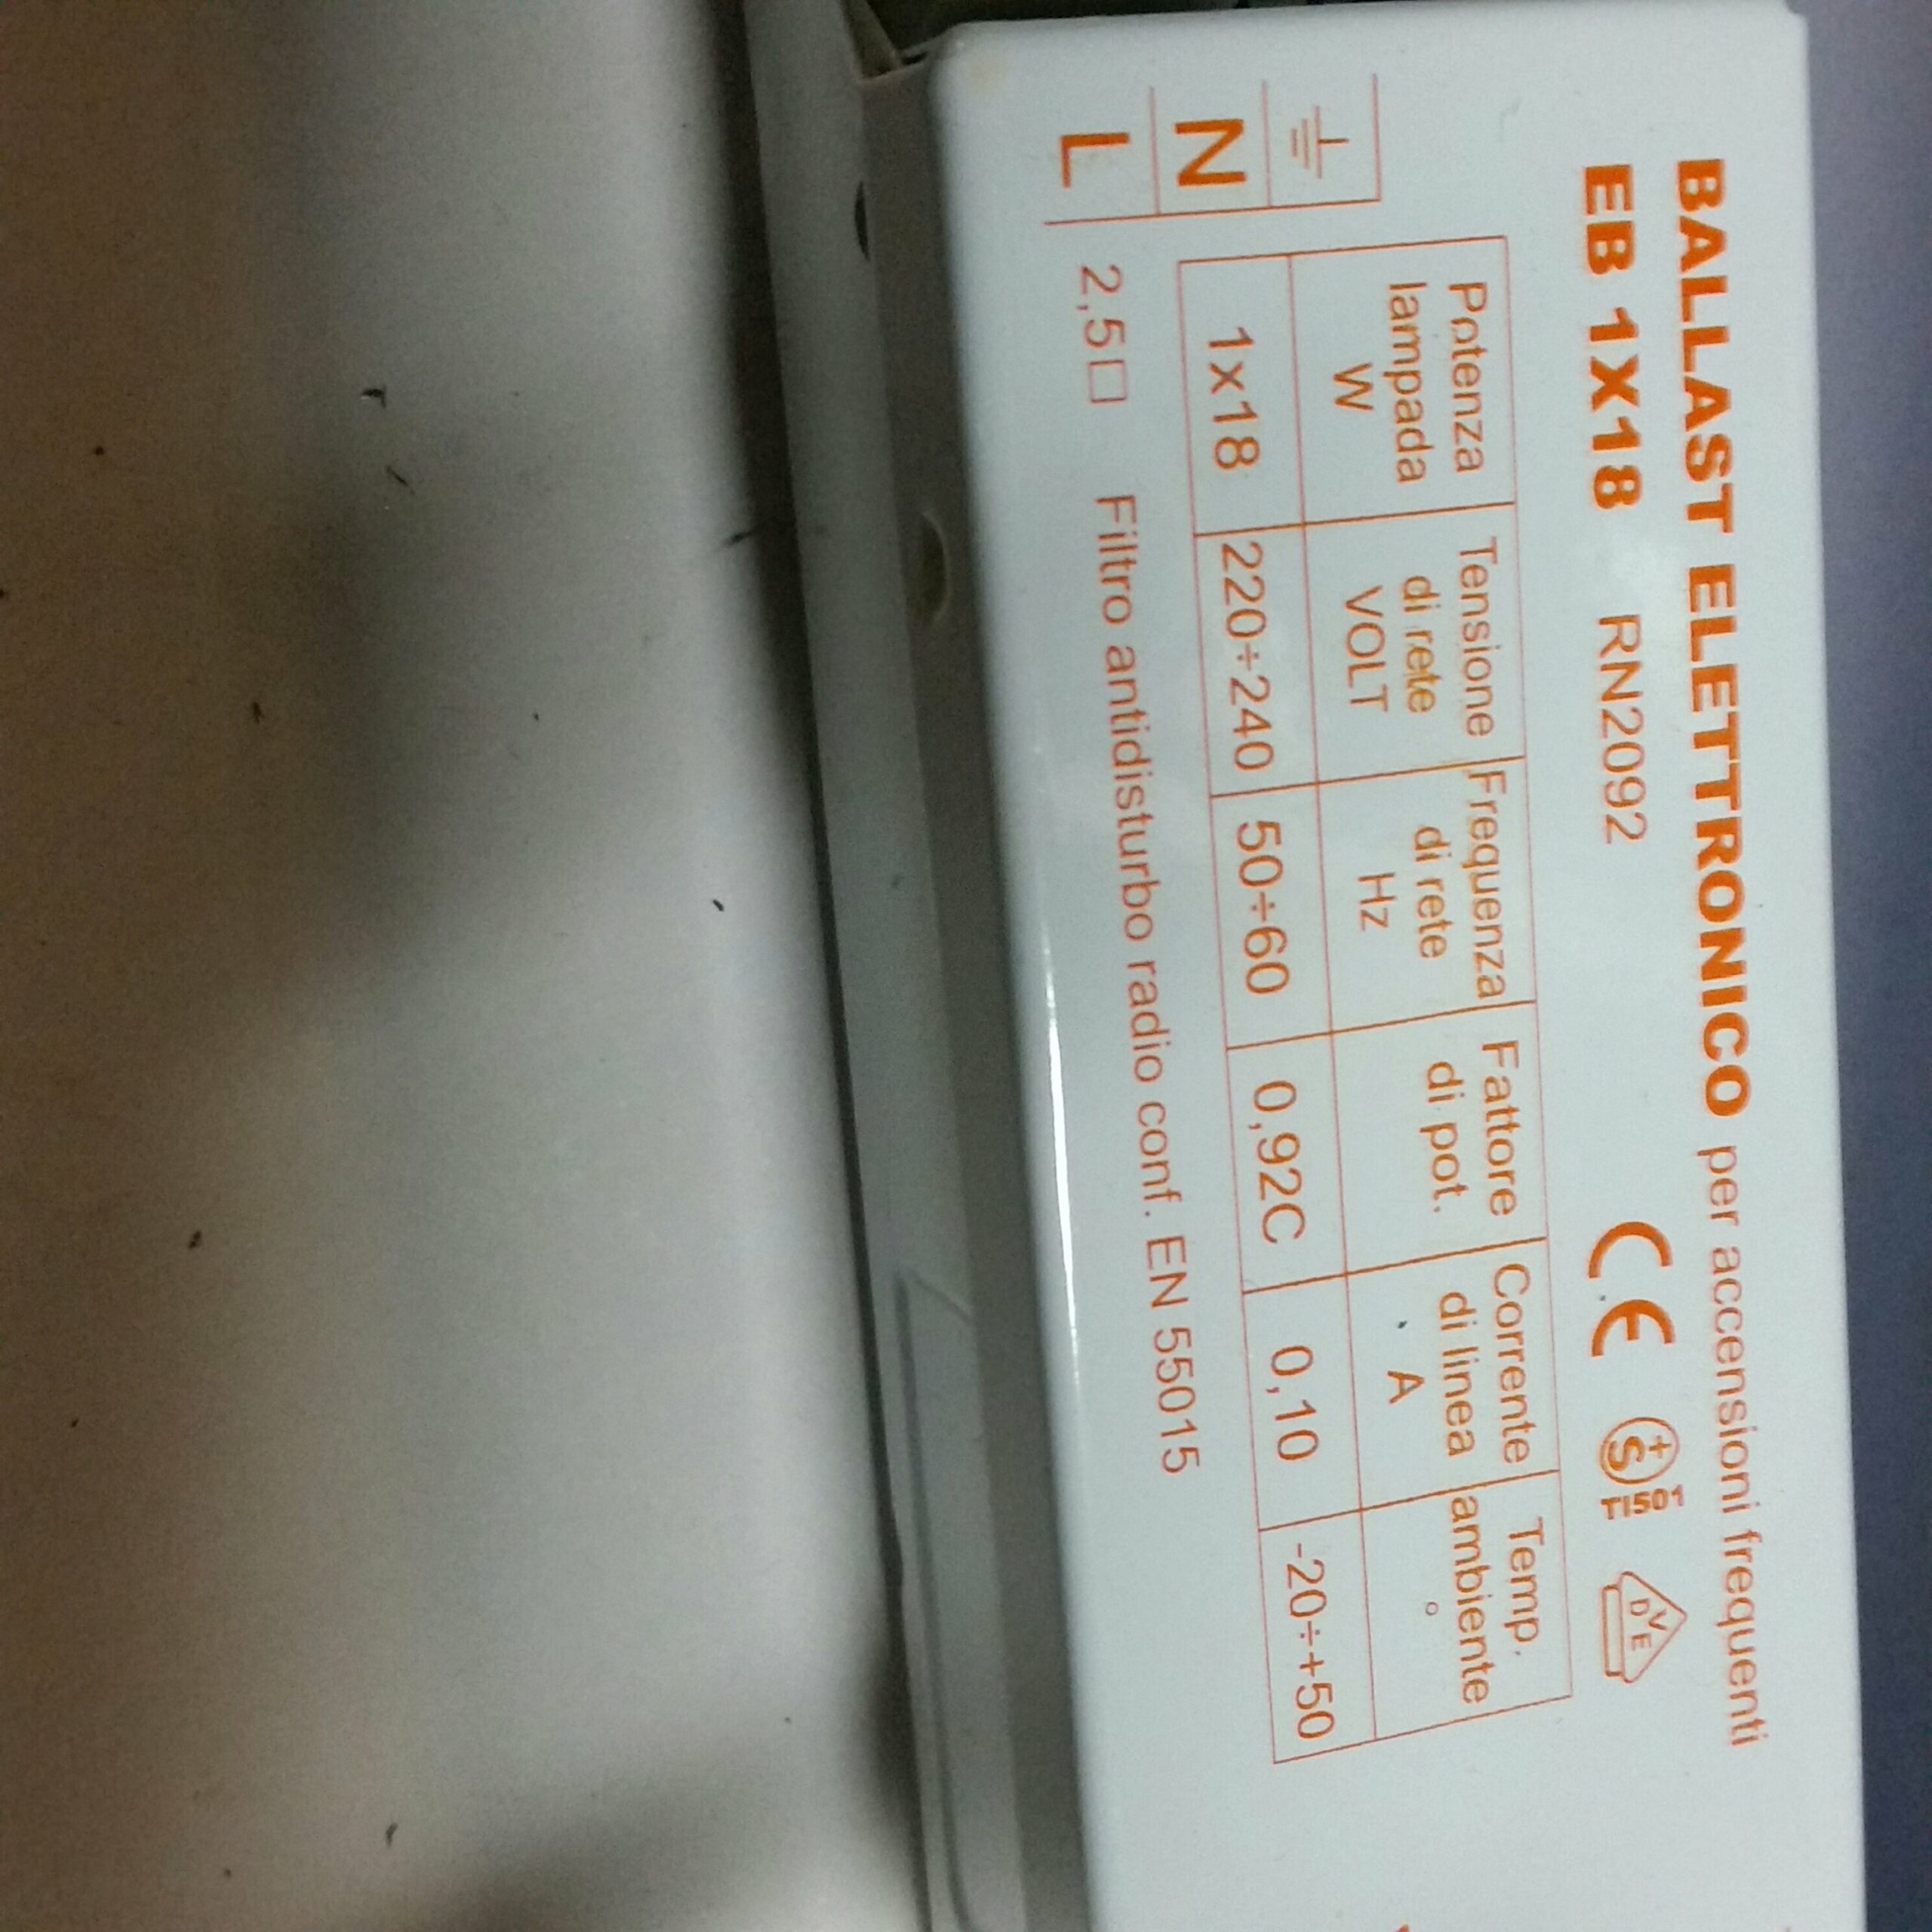 BALLAST ELETTRONICO per accensioni frequenti
EB 1X18 RN2092 CE +S VDE
Potenza lampada W
Tensione di rete VOLT
Frequenza di rete Hz
Fattore di pot.
Corrente di linea A
Temp. ambiente °
1x18 220÷240 50÷60 0,92C 0,10 -20÷+50
N
L
2,5□ Filtro antidisturbo radio conf. EN 55015